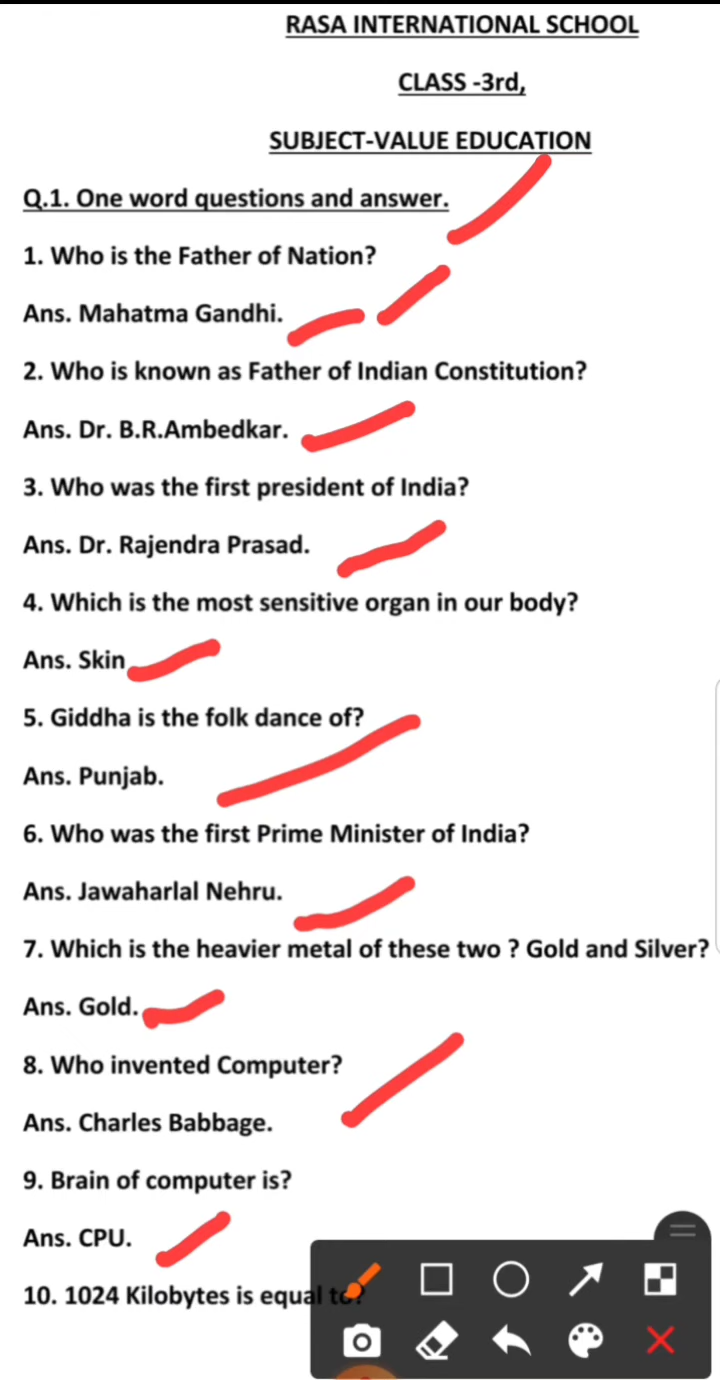 RASA INTERNATIONAL SCHOOL
CLASS -3rd,
SUBJECT-VALUE EDUCATION
Q.1. One word questions and answer.
1. Who is the Father of Nation?
Ans. Mahatma Gandhi.
2. Who is known as Father of Indian Constitution?
Ans. Dr. B.R.Ambedkar.
3. Who was the first president of India?
Ans. Dr. Rajendra Prasad.
4. Which is the most sensitive organ in our body?
Ans. Skin
5. Giddha is the folk dance of?
Ans. Punjab.
6. Who was the first Prime Minister of India?
Ans. Jawaharlal Nehru.
7. Which is the heavier metal of these two ? Gold and Silver?
Ans. Gold.
8. Who invented Computer?
Ans. Charles Babbage.
9. Brain of computer is?
Ans. CPU.
10. 1024 Kilobytes is equal to?